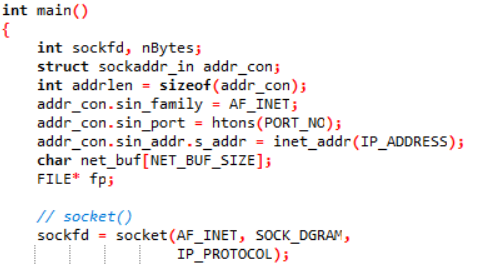 int main()
{
    int sockfd, nBytes;
    struct sockaddr_in addr_con;
    int addrlen = sizeof(addr_con);
    addr_con.sin_family = AF_INET;
    addr_con.sin_port = htons(PORT_NO);
    addr_con.sin_addr.s_addr = inet_addr(IP_ADDRESS);
    char net_buf[NET_BUF_SIZE];
    FILE* fp;

    // socket()
    sockfd = socket(AF_INET, SOCK_DGRAM,
                    IP_PROTOCOL);